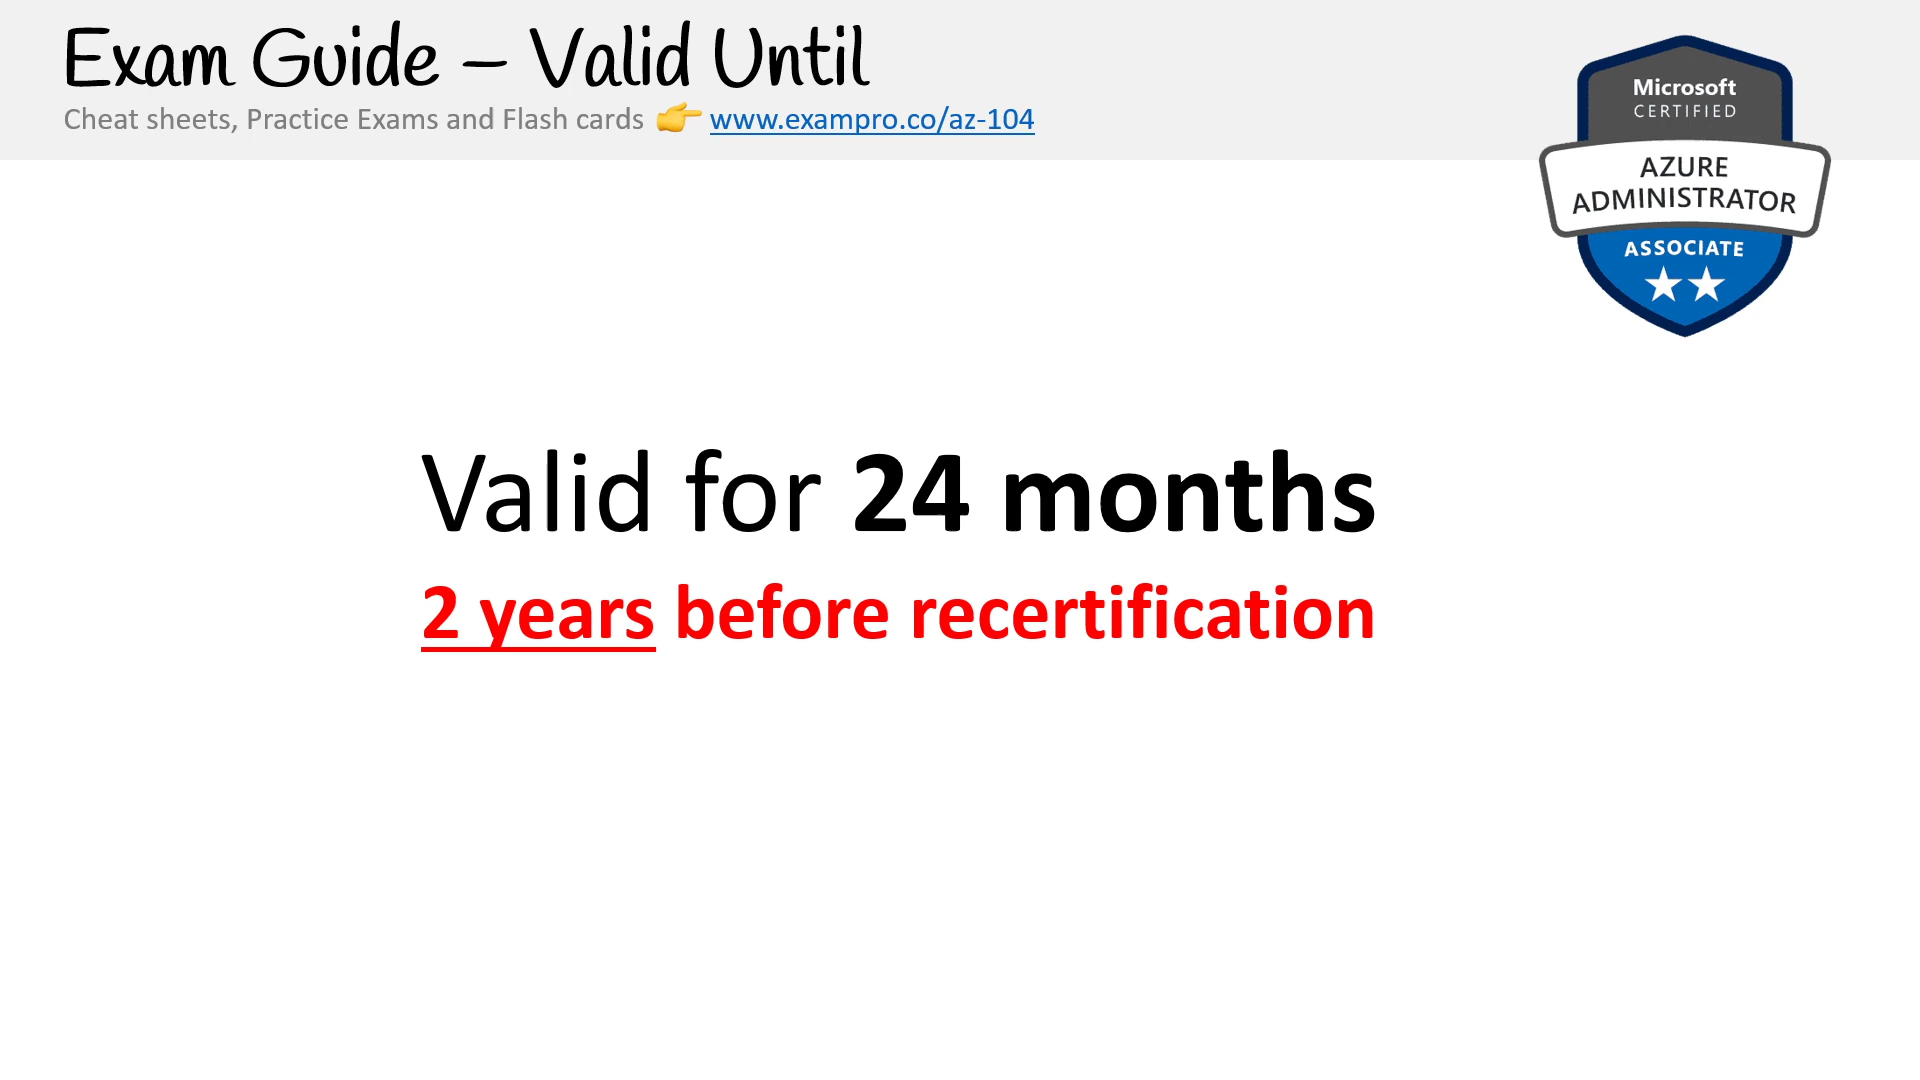 Exam Guide – Valid Until
Cheat sheets, Practice Exams and Flash cards 👉 www.exampro.co/az-104
Microsoft
CERTIFIED
AZURE
ADMINISTRATOR
ASSOCIATE
Valid for 24 months
2 years before recertification